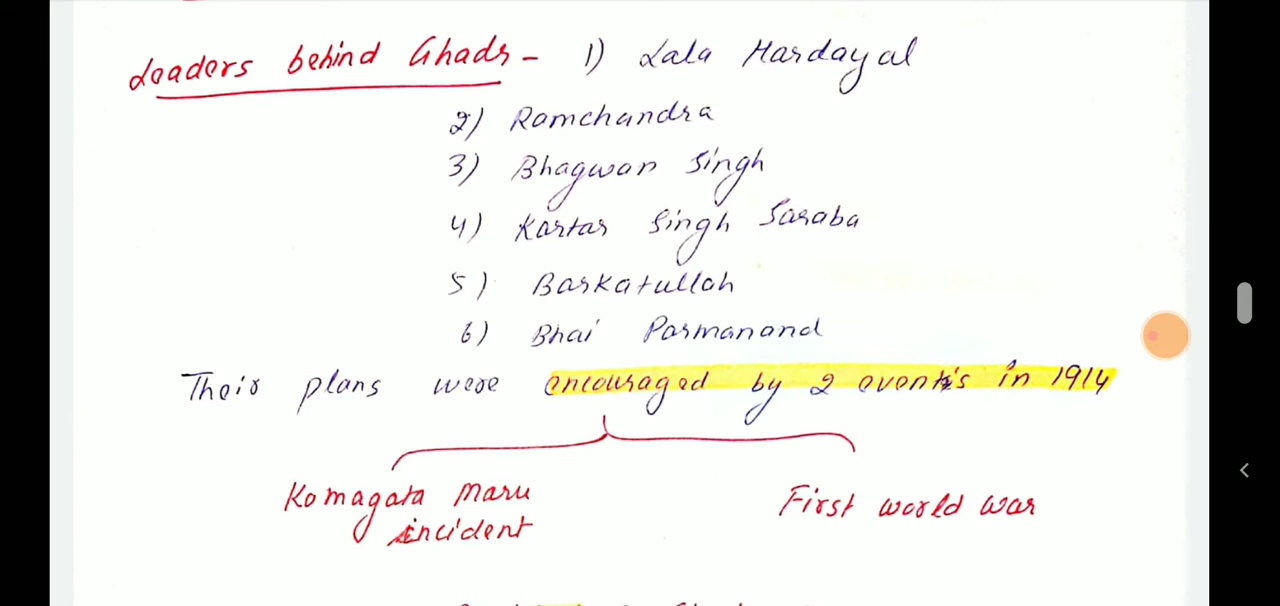 Leaders behind Ghadr - 1) Lala Hardayal
2) Ramchandra
3) Bhagwan Singh
4) Kartar Singh Saraba
5) Barkatullah
6) Bhai Parmanand
Their plans were encouraged by 2 events in 1914
Komagata Maru
incident
First world war